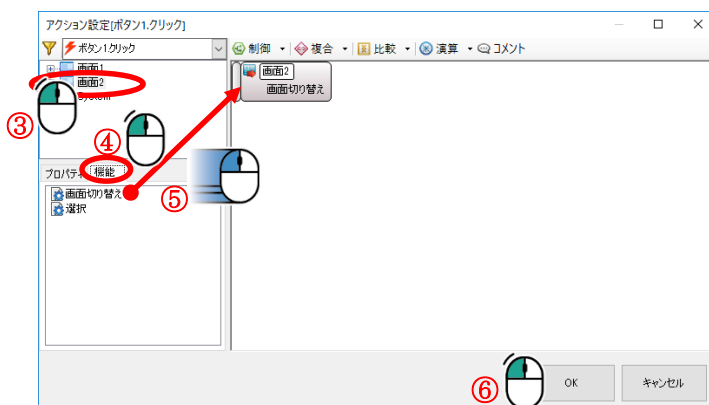 アクション設定[ボタン1.クリック]
ボタン1.クリック 制御 複合 比較 演算 コメント
画面1
画面2
System
画面2
画面切り替え
③
④
プロパティ 機能
⑤
画面切り替え
選択
⑥
OK キャンセル